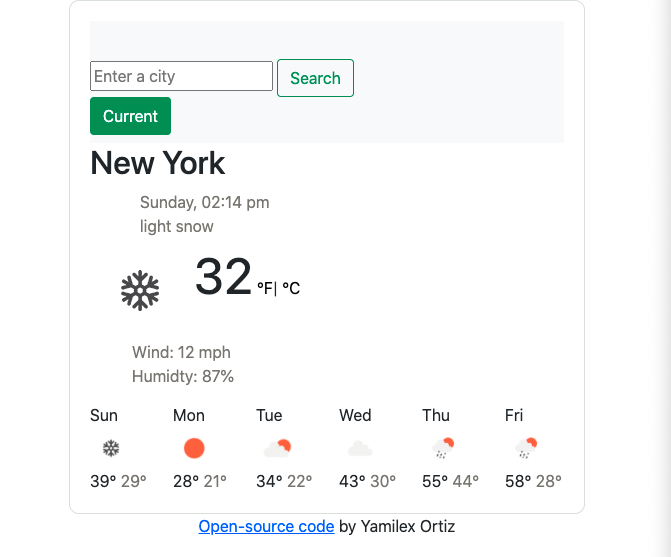 Enter a city
Search
Current
New York
Sunday, 02:14 pm
light snow
32 °F| °C
Wind: 12 mph
Humidty: 87%
Sun Mon Tue Wed Thu Fri
39° 29° 28° 21° 34° 22° 43° 30° 55° 44° 58° 28°
Open-source code by Yamilex Ortiz